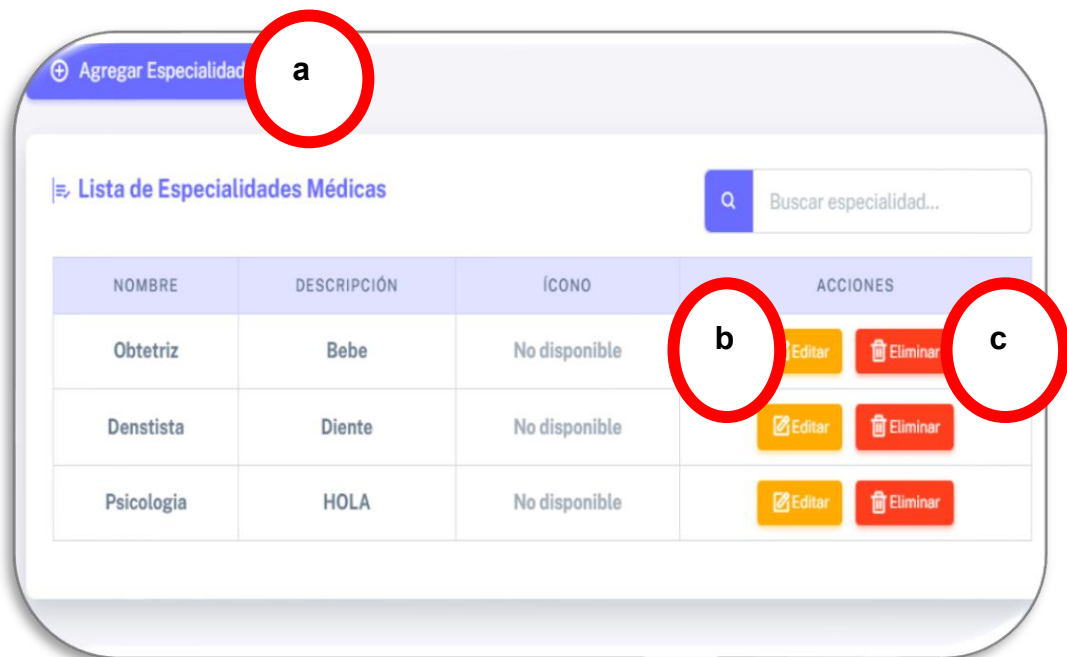 Agregar Especialidad a
Lista de Especialidades Médicas
Buscar especialidad...
NOMBRE DESCRIPCIÓN ÍCONO ACCIONES
Obtetriz Bebe No disponible b Editar Eliminar c
Denstista Diente No disponible Editar Eliminar
Psicologia HOLA No disponible Editar Eliminar